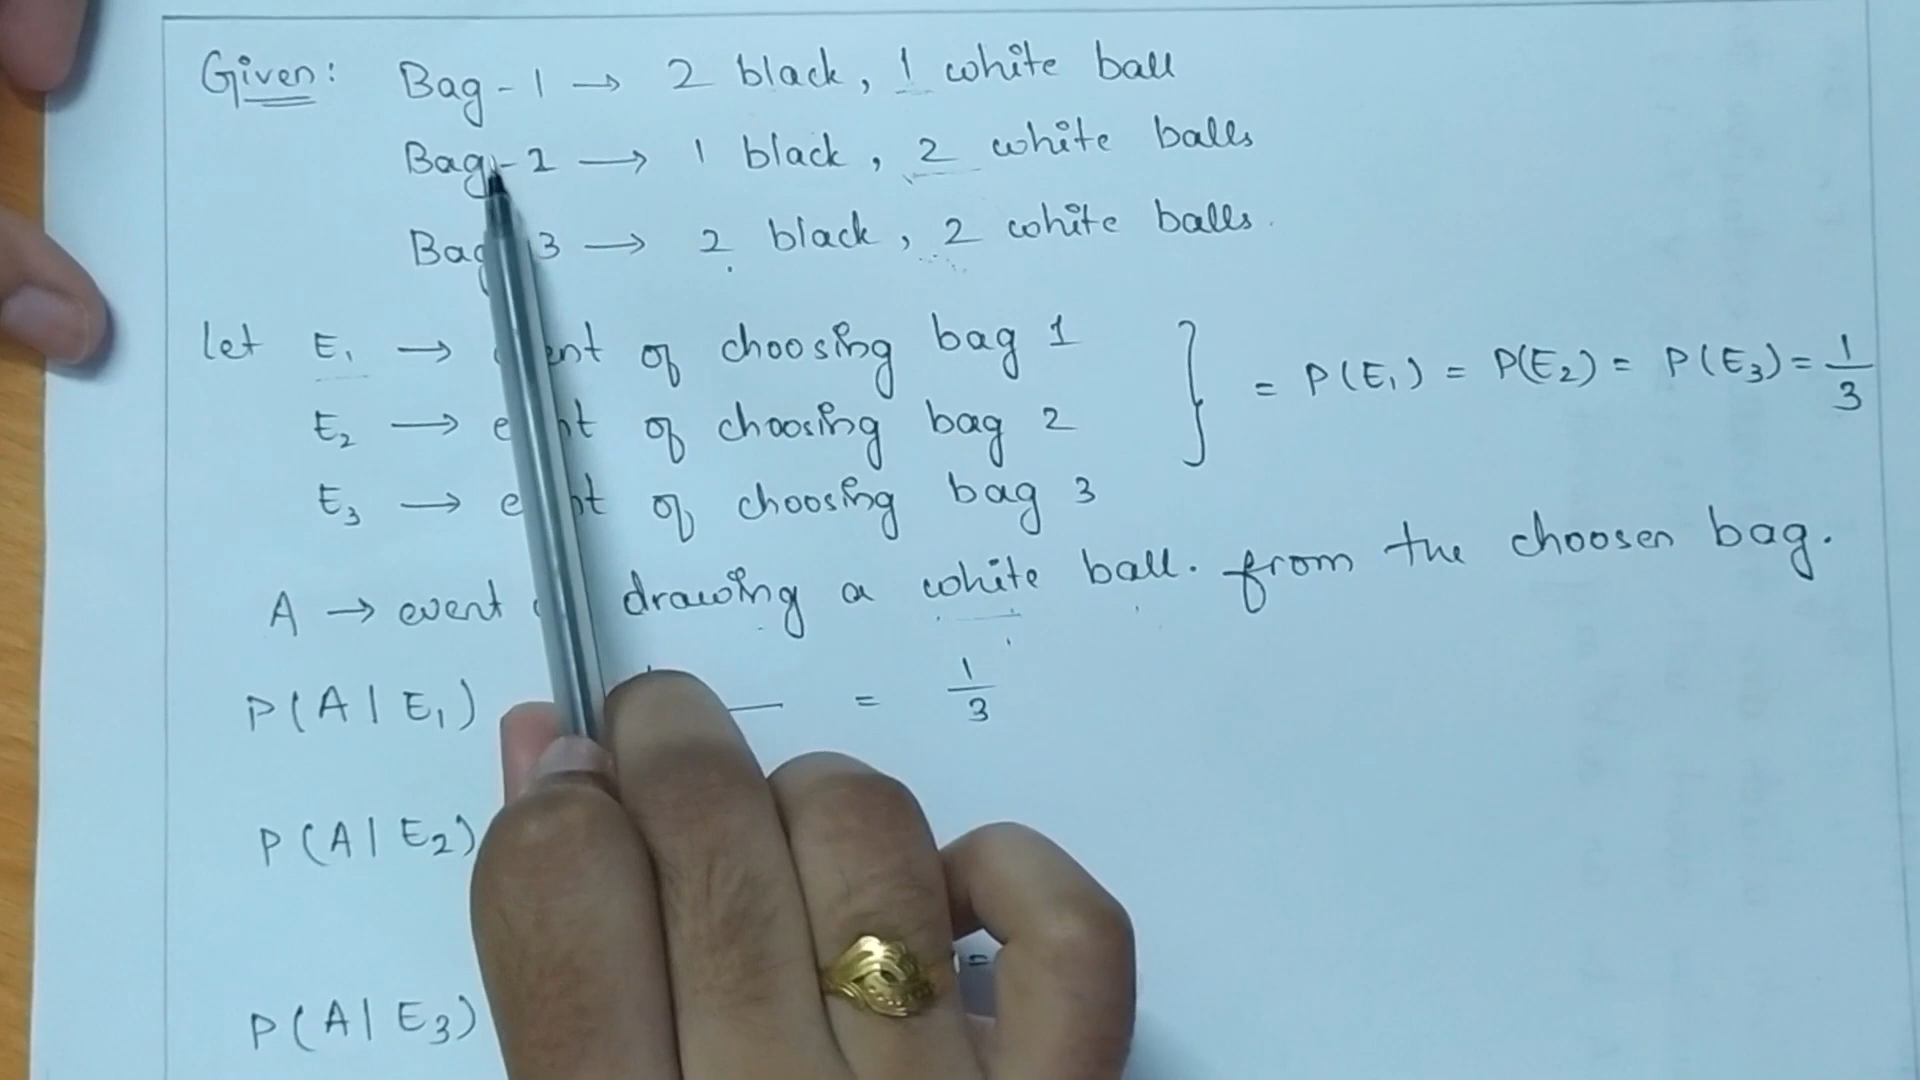 Given: Bag-1 → 2 black, 1 white ball
Bag-2 → 1 black, 2 white balls
Bag 3 → 2 black, 2 white balls.
let E₁ → of choosing bag 1
E₂ → of choosing bag 2
E₃ → of choosing bag 3
} = P(E₁) = P(E₂) = P(E₃) = 1/3
A → event drawing a white ball. from the choosen bag.
P(A | E₁) = 1/3
P(A | E₂)
=
P(A | E₃)